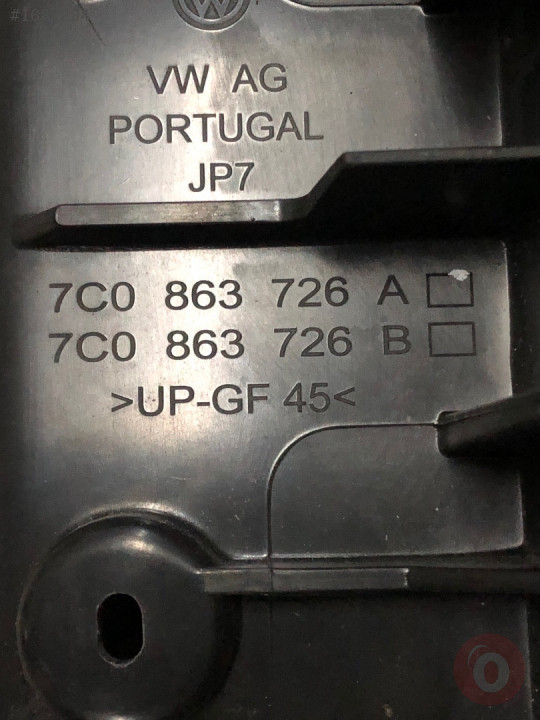 VW AG
PORTUGAL
JP7
7C0 863 726 A
7C0 863 726 B
>UP-GF 45<